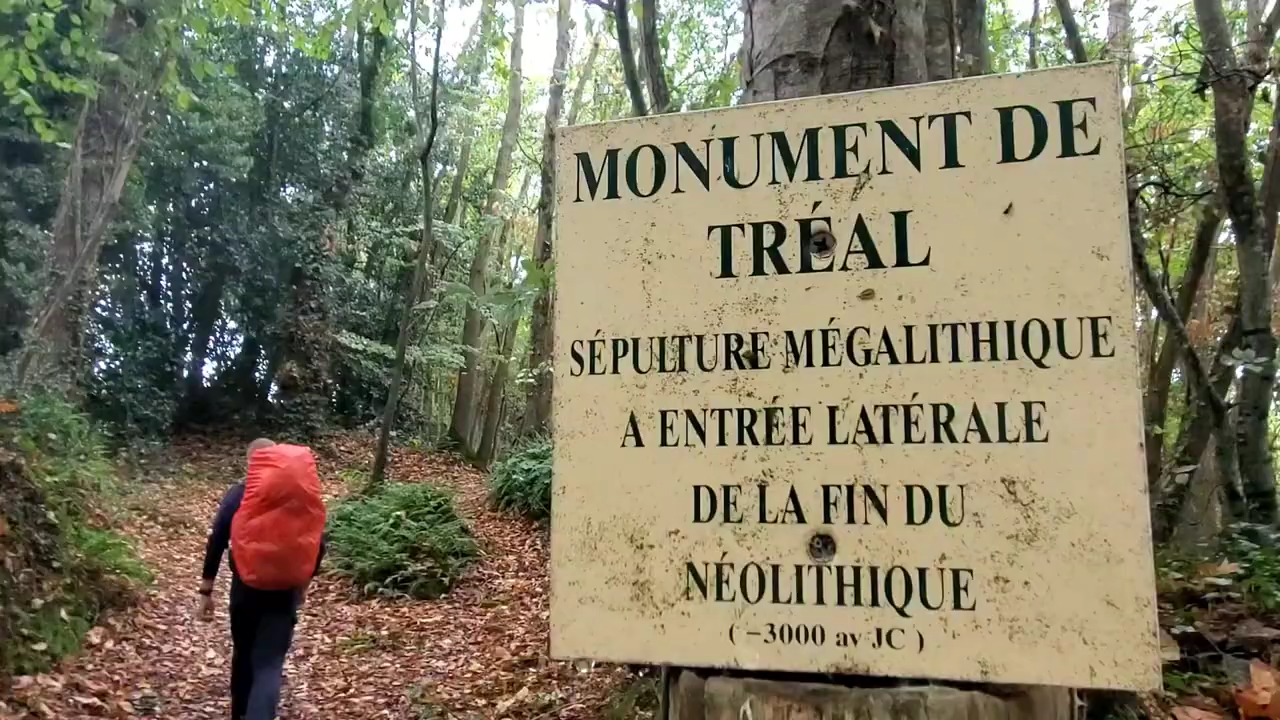 MONUMENT DE
TRÉAL
SÉPULTURE MÉGALITHIQUE
A ENTRÉE LATÉRALE
DE LA FIN DU
NÉOLITHIQUE
( −3000 av JC )